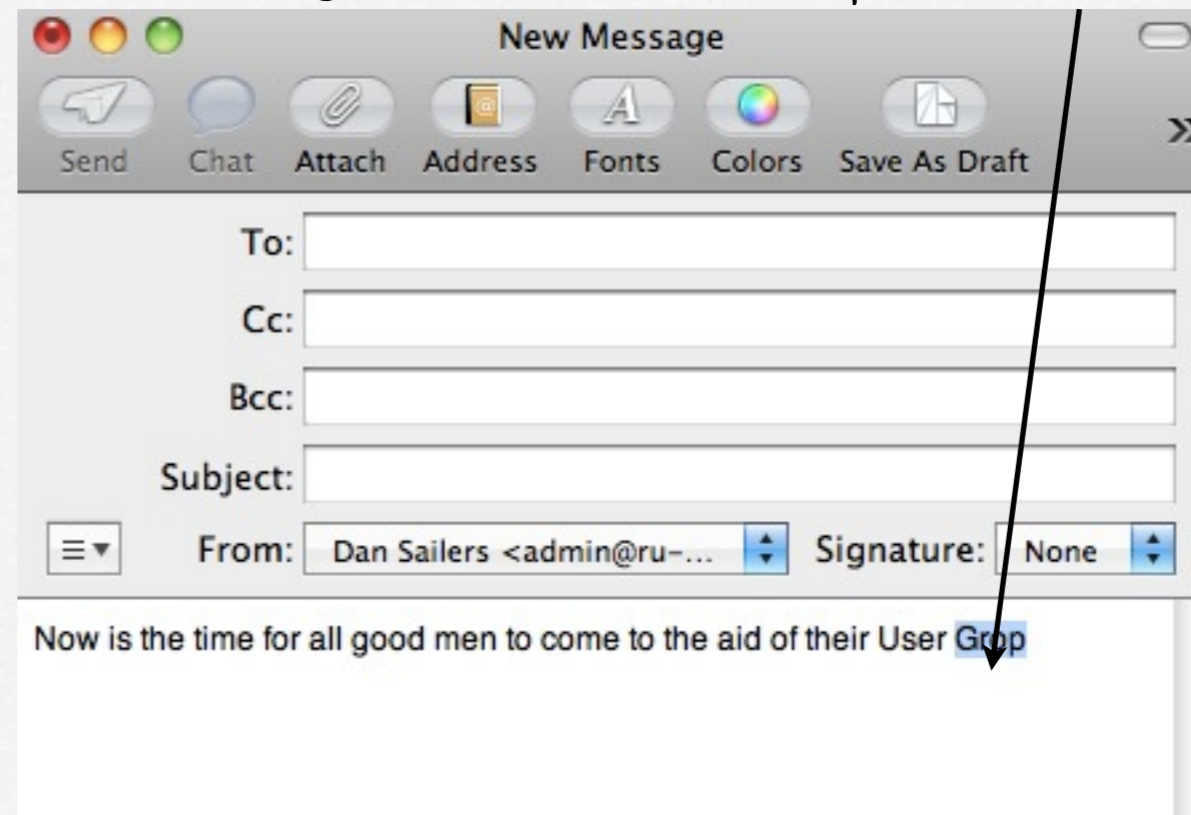 New Message
Send Chat Attach Address Fonts Colors Save As Draft
To:
Cc:
Bcc:
Subject:
From: Dan Sailers <admin@ru-... Signature: None
Now is the time for all good men to come to the aid of their User Grop